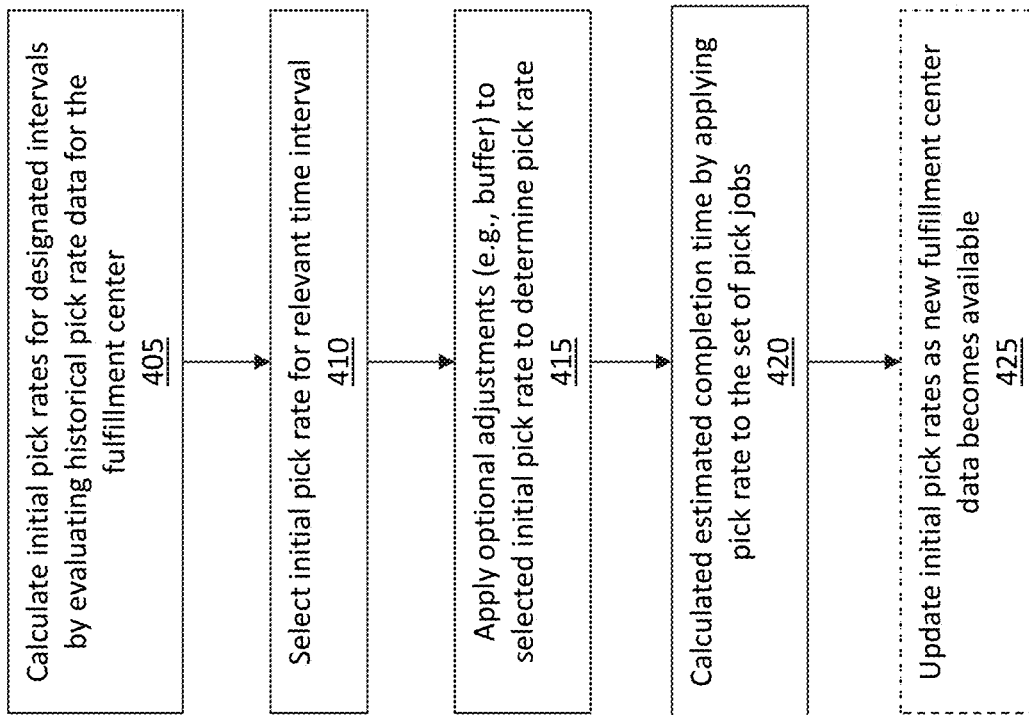 Calculate initial pick rates for designated intervals
by evaluating historical pick rate data for the
fulfillment center
405
Select initial pick rate for relevant time interval
410
Apply optional adjustments (e.g., buffer) to
selected initial pick rate to determine pick rate
415
Calculated estimated completion time by applying
pick rate to the set of pick jobs
420
Update initial pick rates as new fulfillment center
data becomes available
425